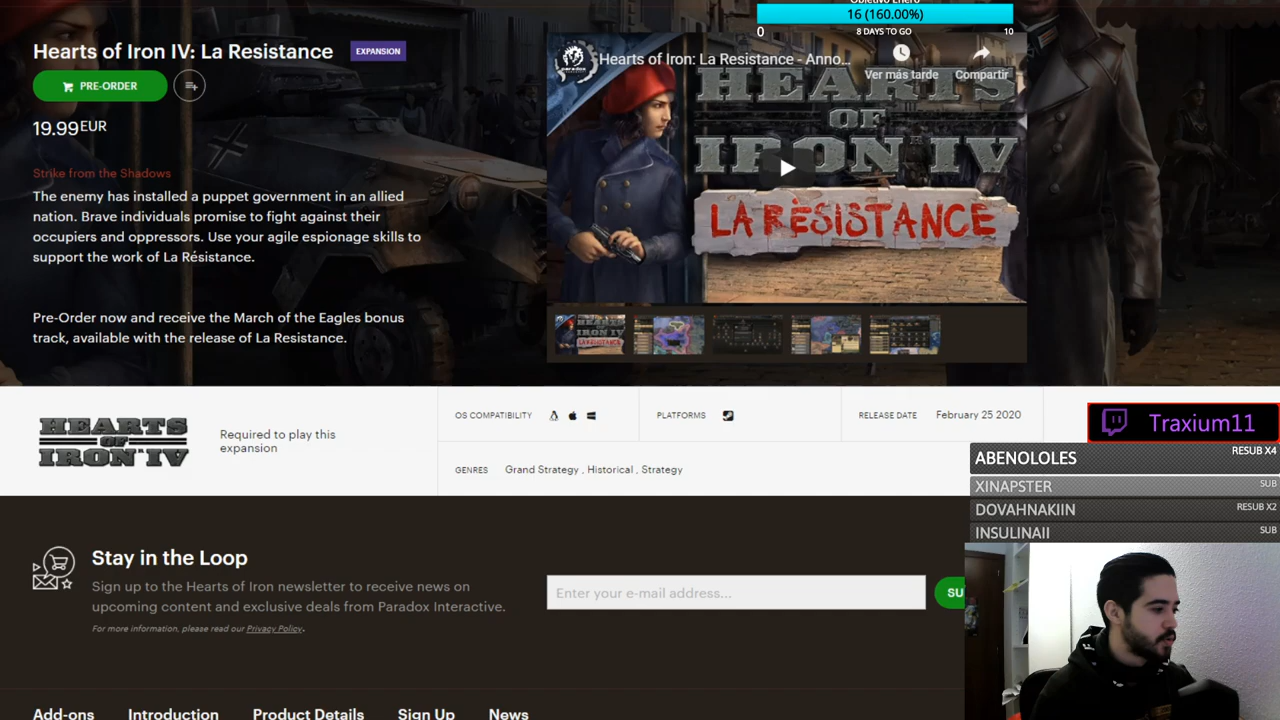 Hearts of Iron IV: La Resistance
EXPANSION
PRE-ORDER
19.99EUR
Strike from the Shadows
The enemy has installed a puppet government in an allied
nation. Brave individuals promise to fight against their
occupiers and oppressors. Use your agile espionage skills to
support the work of La Résistance.
Pre-Order now and receive the March of the Eagles bonus
track, available with the release of La Resistance.
Objetivo Enero
16 (160.00%)
0
8 DAYS TO GO
10
Hearts of Iron: La Resistance - Anno...
Ver más tarde
Compartir
paradox
HEARTS
OF
IRON IV
LA RÈSISTANCE
HEARTS
OF
IRON IV
Required to play this
expansion
OS COMPATIBILITY
PLATFORMS
RELEASE DATE
February 25 2020
GENRES
Grand Strategy , Historical , Strategy
Traxium11
ABENOLOLES
RESUB X4
XINAPSTER
SUB
DOVAHNAKIIN
RESUB X2
INSULINAII
SUB
Stay in the Loop
Sign up to the Hearts of Iron newsletter to receive news on
upcoming content and exclusive deals from Paradox Interactive.
For more information, please read our Privacy Policy.
Enter your e-mail address...
SU
Add-ons
Introduction
Product Details
Sign Up
News